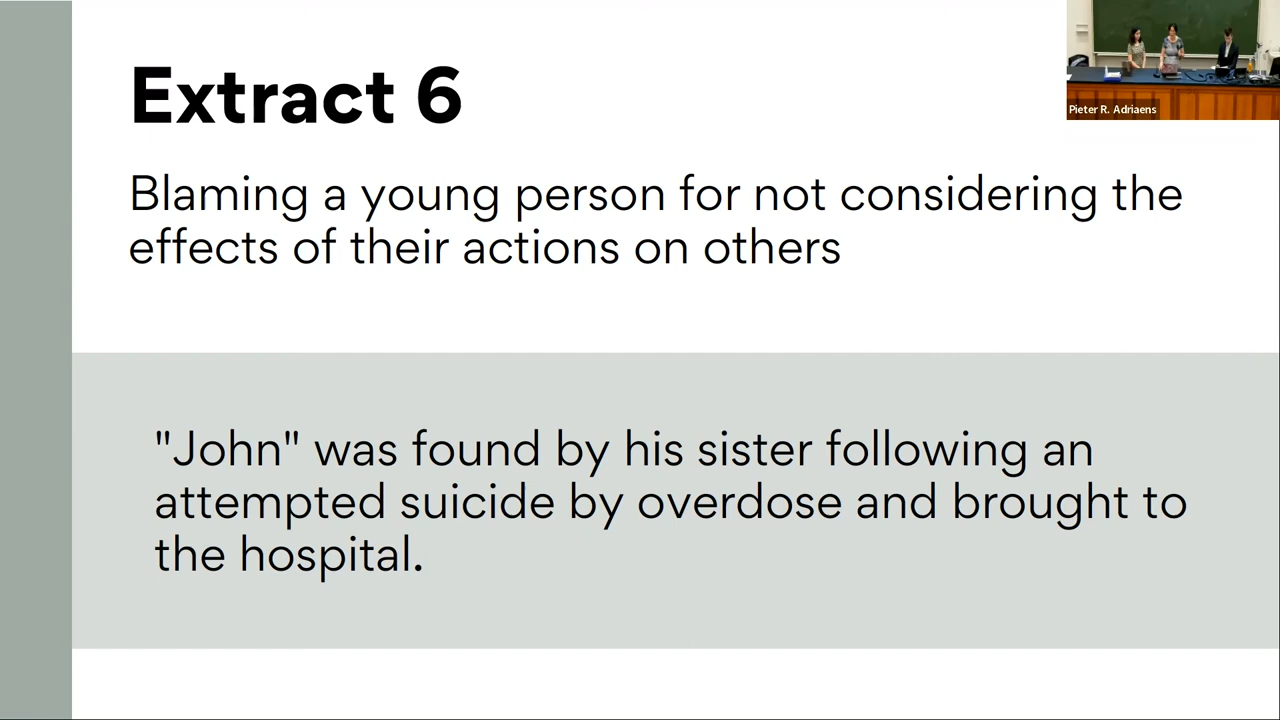 Extract 6
Blaming a young person for not considering the
effects of their actions on others
"John" was found by his sister following an
attempted suicide by overdose and brought to
the hospital.
Pieter R. Adriaens